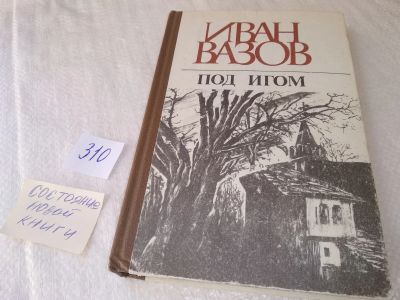 ИВАН
ВАЗОВ
ПОД ИГОМ
310
СОСТОЯНИЕ
НОВОЙ
КНИГИ